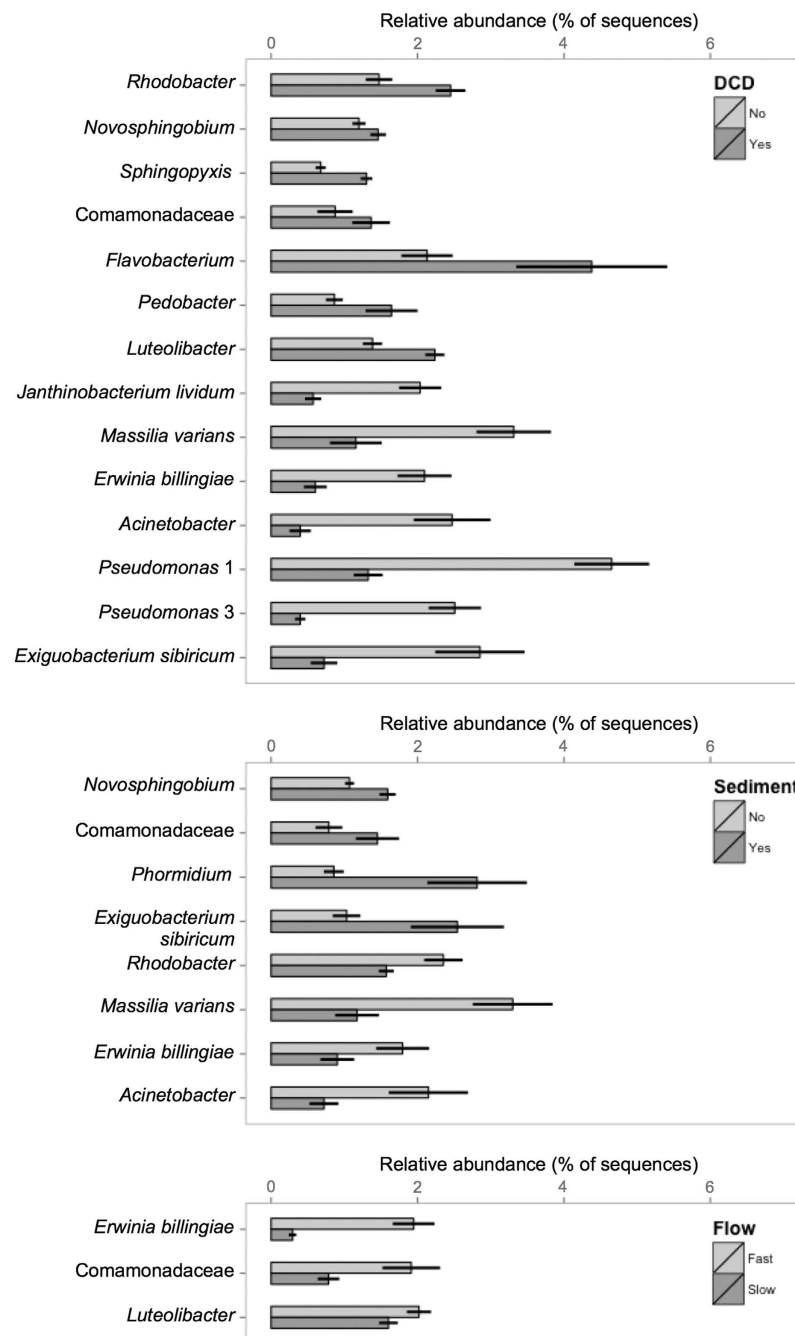 Relative abundance (% of sequences)
0 2 4 6
Rhodobacter
Novosphingobium
Sphingopyxis
Comamonadaceae
Flavobacterium
Pedobacter
Luteolibacter
Janthinobacterium lividum
Massilia varians
Erwinia billingiae
Acinetobacter
Pseudomonas 1
Pseudomonas 3
Exiguobacterium sibiricum
DCD
No
Yes
Relative abundance (% of sequences)
0 2 4 6
Novosphingobium
Comamonadaceae
Phormidium
Exiguobacterium
sibiricum
Rhodobacter
Massilia varians
Erwinia billingiae
Acinetobacter
Sediment
No
Yes
Relative abundance (% of sequences)
0 2 4 6
Erwinia billingiae
Comamonadaceae
Luteolibacter
Flow
Fast
Slow